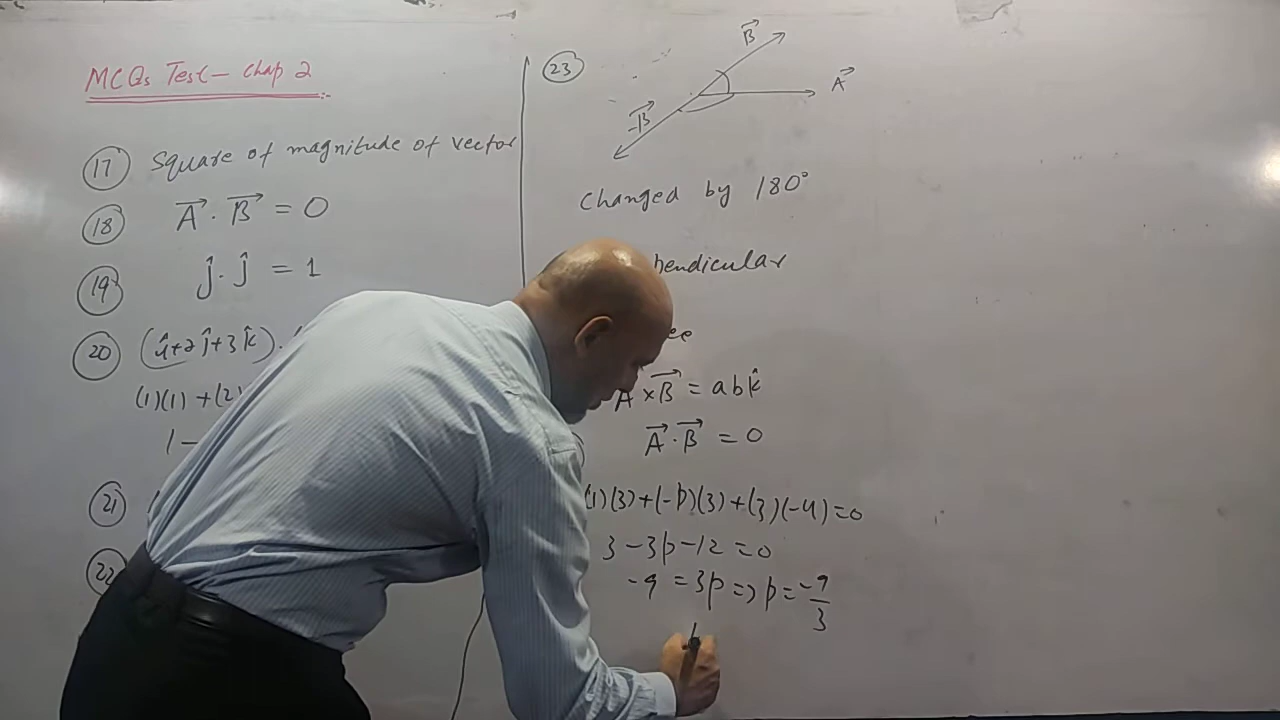 MCQs Test - Chap 2
17 Square of magnitude of vector
18 A⃗ . B⃗ = 0
19 ĵ . ĵ = 1
20 (î+2ĵ+3k̂) .
(1)(1) + (2)
1 -
21
22
23
B⃗
A⃗
-B⃗
Changed by 180°
A × B⃗ = abk̂
A⃗ . B⃗ = 0
(1)(3)+(-p)(3)+(3)(-4)=0
3 - 3p - 12 = 0
-9 = 3p => p = -9/3